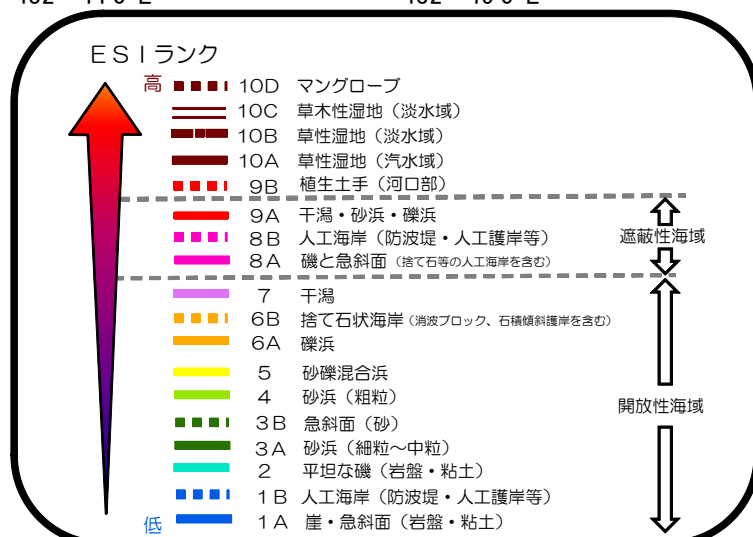 ESIランク
高 10D マングローブ
10C 草木性湿地（淡水域）
10B 草性湿地（淡水域）
10A 草性湿地（汽水域）
9B 植生土手（河口部）
9A 干潟・砂浜・礫浜
8B 人工海岸（防波堤・人工護岸等）
遮蔽性海域
8A 磯と急斜面（捨て石等の人工海岸を含む）
7 干潟
6B 捨て石状海岸（消波ブロック、石積傾斜護岸を含む）
6A 礫浜
5 砂礫混合浜
4 砂浜（粗粒）
開放性海域
3B 急斜面（砂）
3A 砂浜（細粒～中粒）
2 平坦な磯（岩盤・粘土）
1B 人工海岸（防波堤・人工護岸等）
低 1A 崖・急斜面（岩盤・粘土）